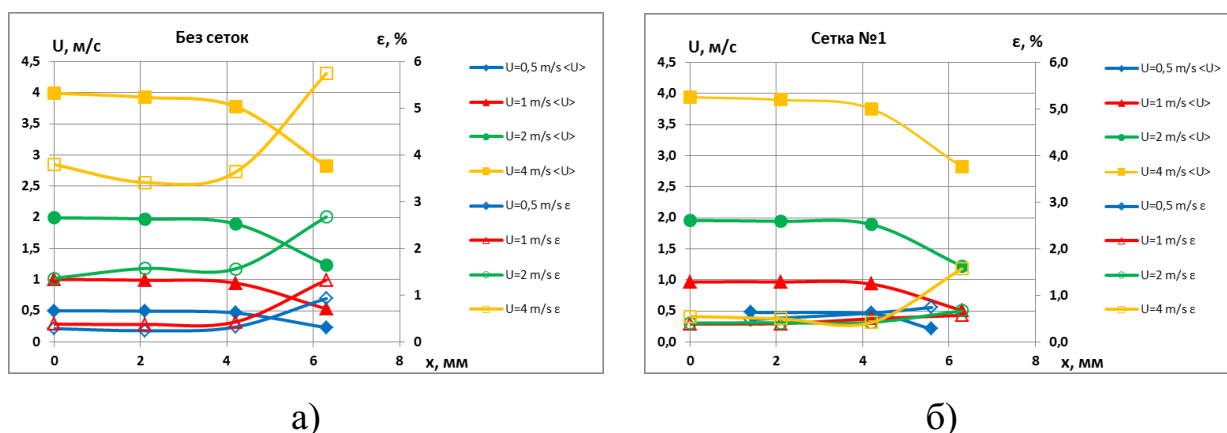 Без сеток
U, м/с
ε, %
4,5
4
3,5
3
2,5
2
1,5
1
0,5
0
6
5
4
3
2
1
0
0
2
4
6
8
x, мм
U=0,5 m/s <U>
U=1 m/s <U>
U=2 m/s <U>
U=4 m/s <U>
U=0,5 m/s ε
U=1 m/s ε
U=2 m/s ε
U=4 m/s ε
а)
Сетка №1
U, м/с
ε, %
4,5
4,0
3,5
3,0
2,5
2,0
1,5
1,0
0,5
0,0
6,0
5,0
4,0
3,0
2,0
1,0
0,0
0
2
4
6
8
x, мм
U=0,5 m/s <U>
U=1 m/s <U>
U=2 m/s <U>
U=4 m/s <U>
U=0,5 m/s ε
U=1 m/s ε
U=2 m/s ε
U=4 m/s ε
б)